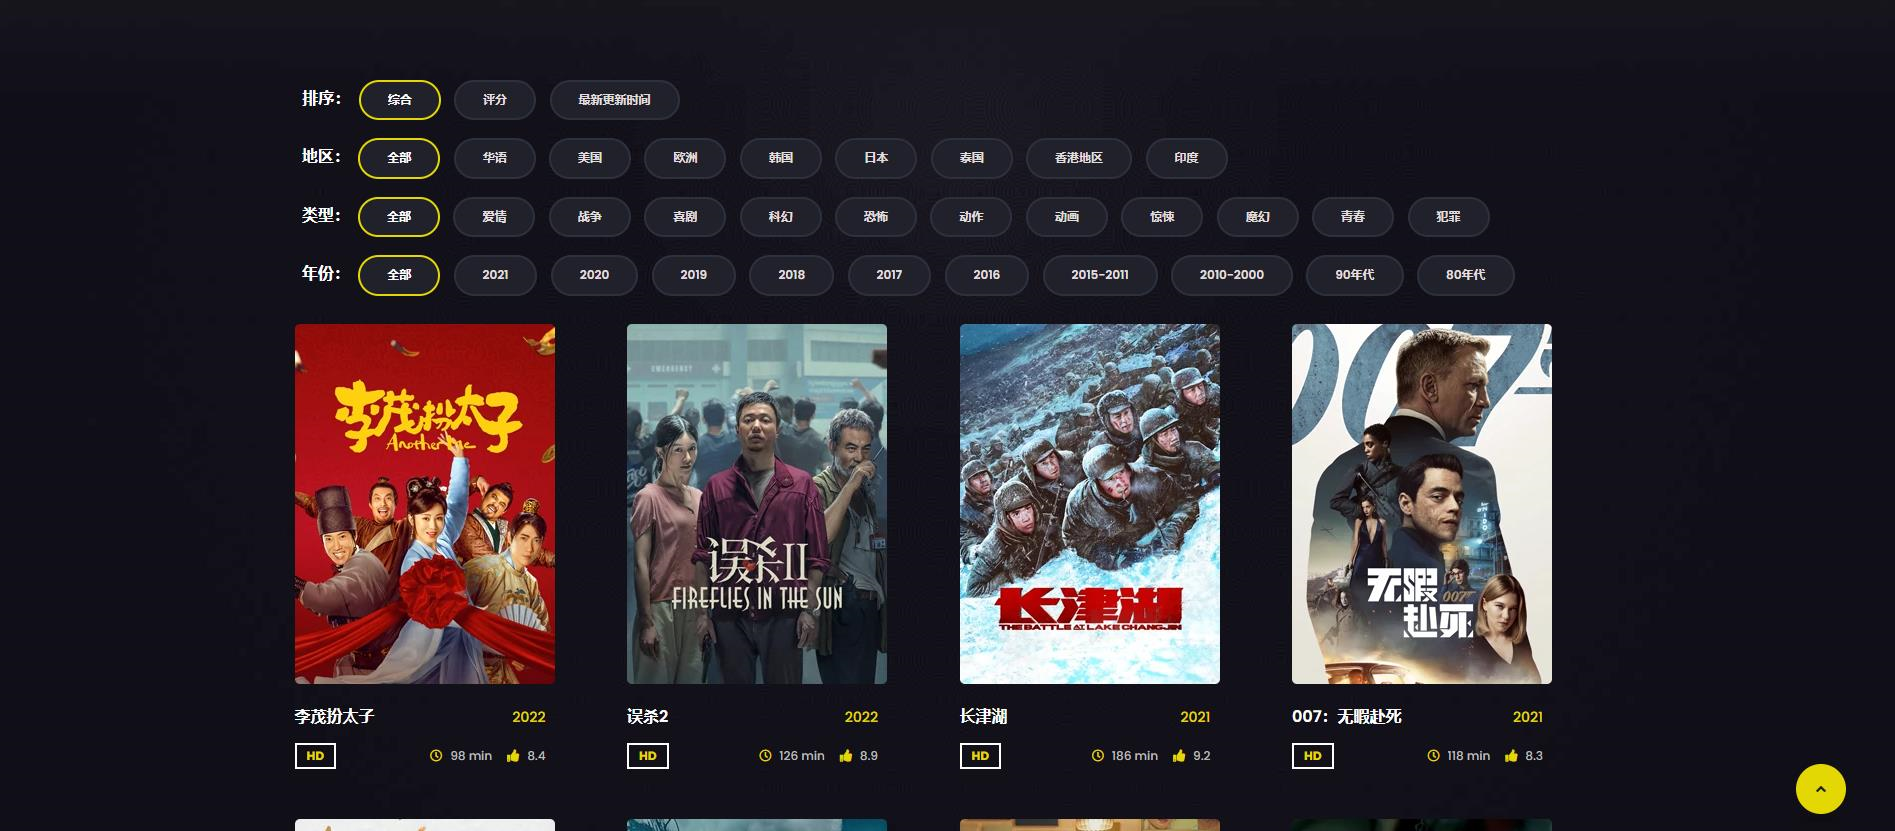 排序： 综合 评分 最新更新时间
地区： 全部 华语 美国 欧洲 韩国 日本 泰国 香港地区 印度
类型： 全部 爱情 战争 喜剧 科幻 恐怖 动作 动画 惊悚 魔幻 青春 犯罪
年份： 全部 2021 2020 2019 2018 2017 2016 2015-2011 2010-2000 90年代 80年代
李茂扮太子
Another Me
EMERGENCY
误杀II
FIREFLIES IN THE SUN
长津湖
THE BATTLE AT LAKE CHANGJIN
007
无暇
007
赴死
李茂扮太子 2022
HD 98 min 8.4
误杀2 2022
HD 126 min 8.9
长津湖 2021
HD 186 min 9.2
007：无暇赴死 2021
HD 118 min 8.3